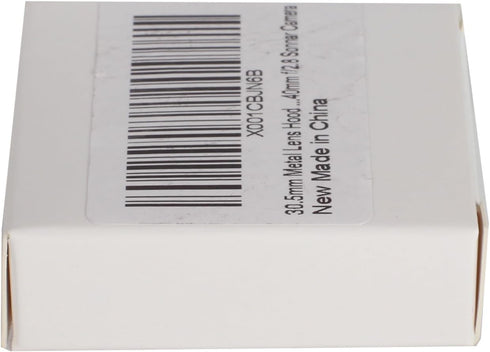 X001CBJN6B
30.5mm Metal Lens Hood ...40mm f/2.8 Sonnar Camera
New Made in China